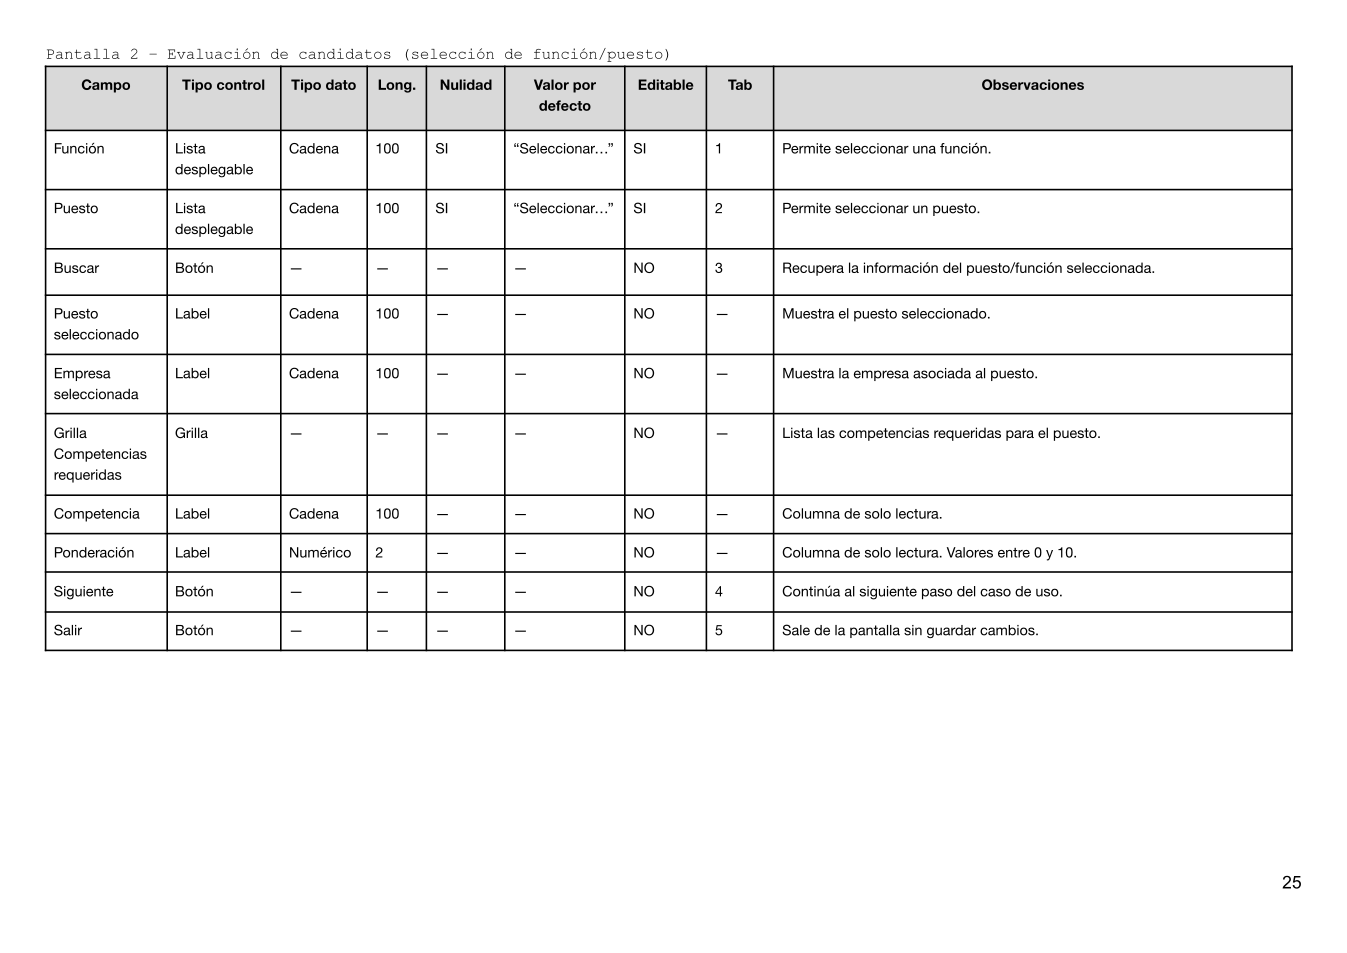 Pantalla 2 – Evaluación de candidatos (selección de función/puesto)
Campo Tipo control Tipo dato Long. Nulidad Valor por defecto Editable Tab Observaciones
Función Lista desplegable Cadena 100 SI “Seleccionar…” SI 1 Permite seleccionar una función.
Puesto Lista desplegable Cadena 100 SI “Seleccionar…” SI 2 Permite seleccionar un puesto.
Buscar Botón — — — — NO 3 Recupera la información del puesto/función seleccionada.
Puesto seleccionado Label Cadena 100 — — NO — Muestra el puesto seleccionado.
Empresa seleccionada Label Cadena 100 — — NO — Muestra la empresa asociada al puesto.
Grilla Competencias requeridas Grilla — — — — NO — Lista las competencias requeridas para el puesto.
Competencia Label Cadena 100 — — NO — Columna de solo lectura.
Ponderación Label Numérico 2 — — NO — Columna de solo lectura. Valores entre 0 y 10.
Siguiente Botón — — — — NO 4 Continúa al siguiente paso del caso de uso.
Salir Botón — — — — NO 5 Sale de la pantalla sin guardar cambios.
25